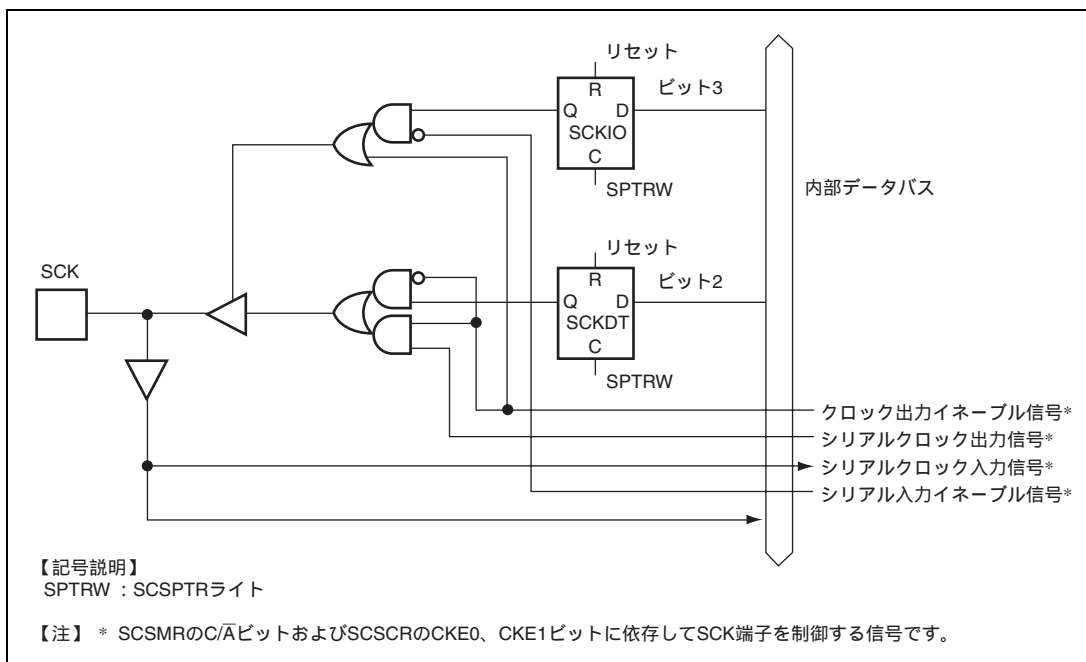 リセット
ビット3
R
Q D
SCKIO
C
SPTRW
内部データバス
リセット
ビット2
R
Q D
SCKDT
C
SPTRW
SCK
クロック出力イネーブル信号*
シリアルクロック出力信号*
シリアルクロック入力信号*
シリアル入力イネーブル信号*
【記号説明】
SPTRW : SCSPTRライト
【注】 * SCSMRのC/A̅ビットおよびSCSCRのCKE0、CKE1ビットに依存してSCK端子を制御する信号です。